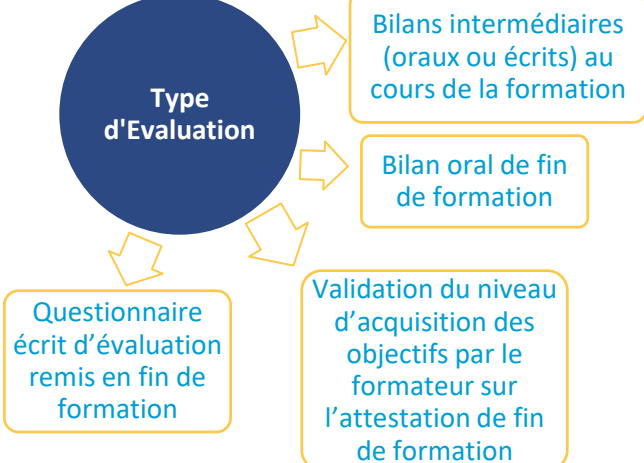 Type
d'Evaluation
Bilans intermédiaires
(oraux ou écrits) au
cours de la formation
Bilan oral de fin
de formation
Validation du niveau
d’acquisition des
objectifs par le
formateur sur
l’attestation de fin
de formation
Questionnaire
écrit d’évaluation
remis en fin de
formation